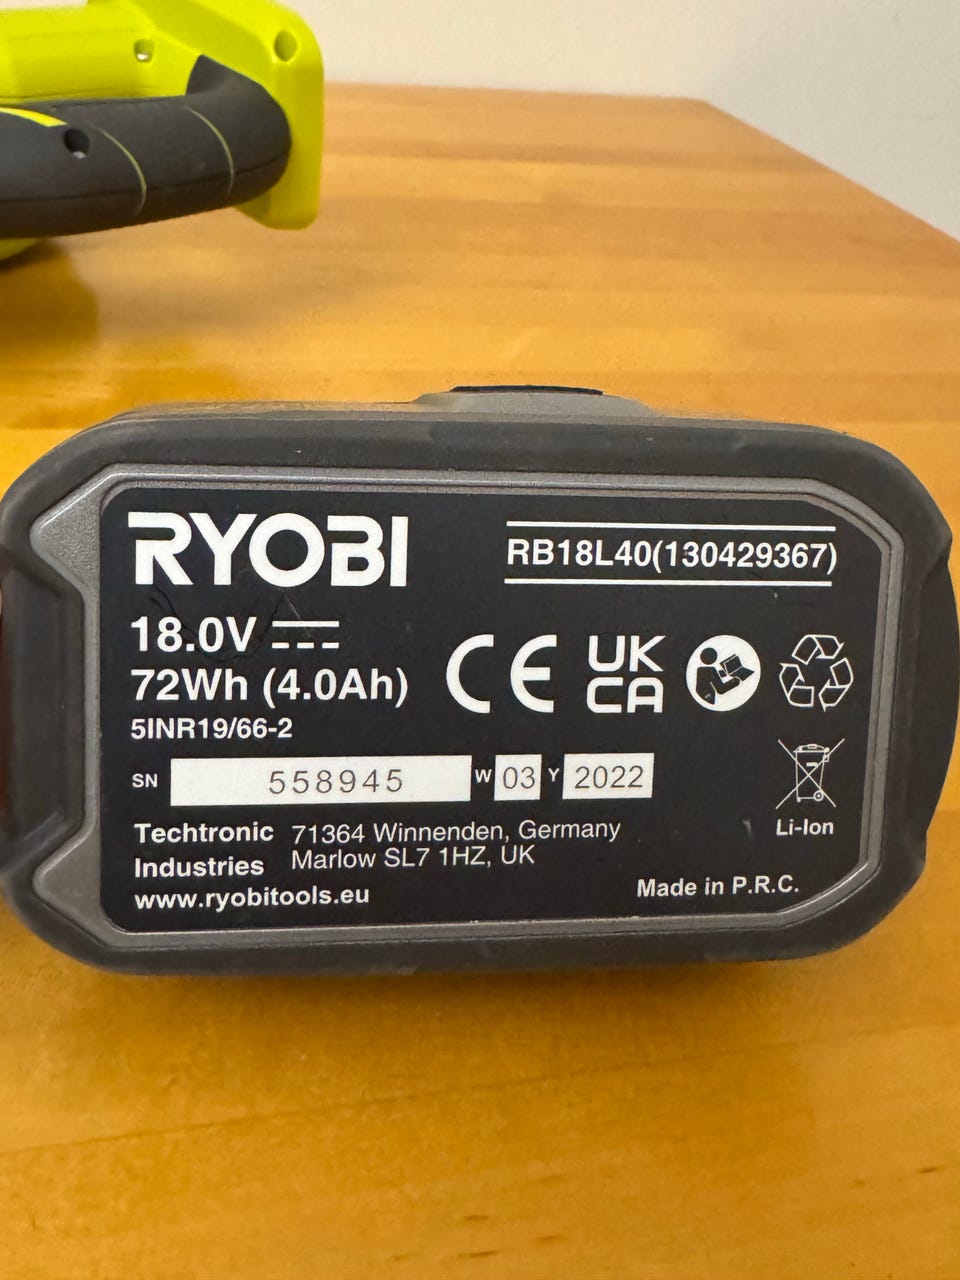 RYOBI
RB18L40(130429367)
18.0V
72Wh (4.0Ah)
5INR19/66-2
CE
UK
CA
SN 558945 W 03 Y 2022
Li-Ion
Techtronic Industries
71364 Winnenden, Germany
Marlow SL7 1HZ, UK
www.ryobitools.eu
Made in P.R.C.